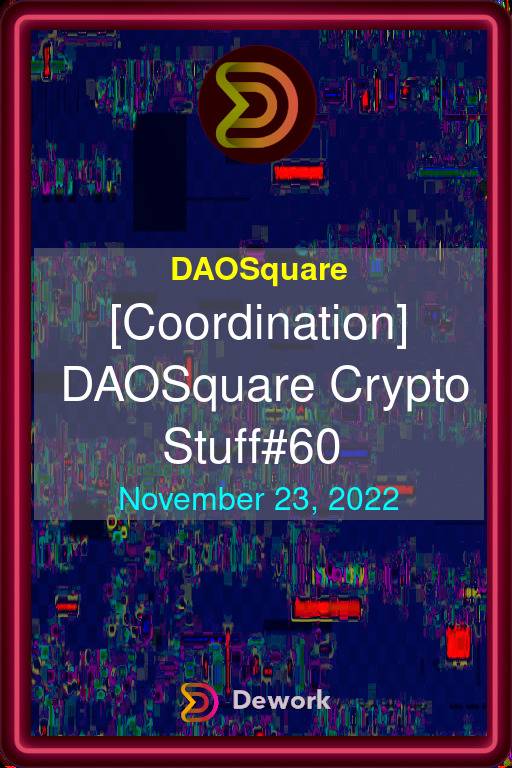 DAOSquare
[Coordination]
DAOSquare Crypto
Stuff#60
November 23, 2022
Dework